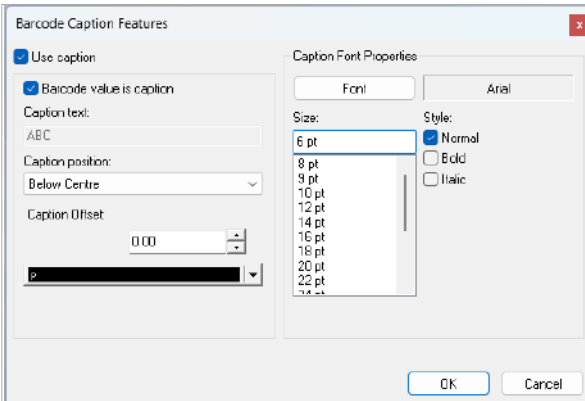 Barcode Caption Features
x
Use caption
Barcode value is caption
Caption text:
ABC
Caption position:
Below Centre
Caption Offset
0.00
P
Caption Font Properties
Font
Arial
Size:
6 pt
8 pt
9 pt
10 pt
12 pt
14 pt
16 pt
18 pt
20 pt
22 pt
24 pt
Style:
Normal
Bold
Italic
OK
Cancel